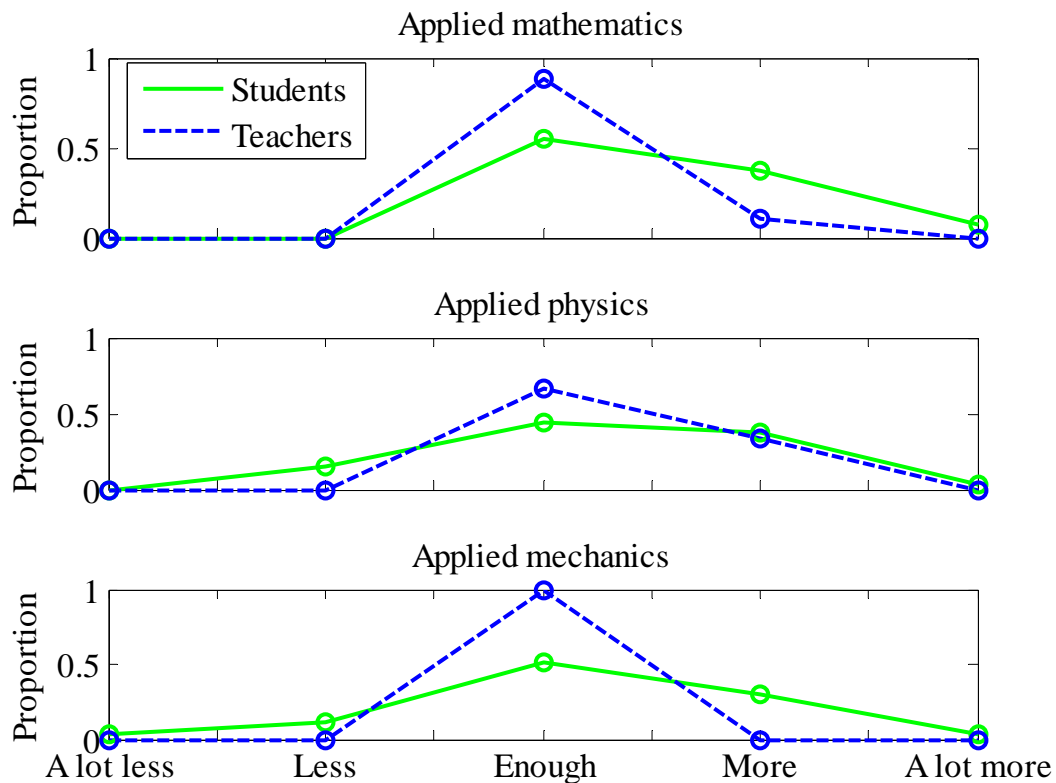 Applied mathematics
Proportion
1
0.5
0
Students
Teachers
Applied physics
Proportion
1
0.5
0
Applied mechanics
Proportion
1
0.5
0
A lot less Less Enough More A lot more